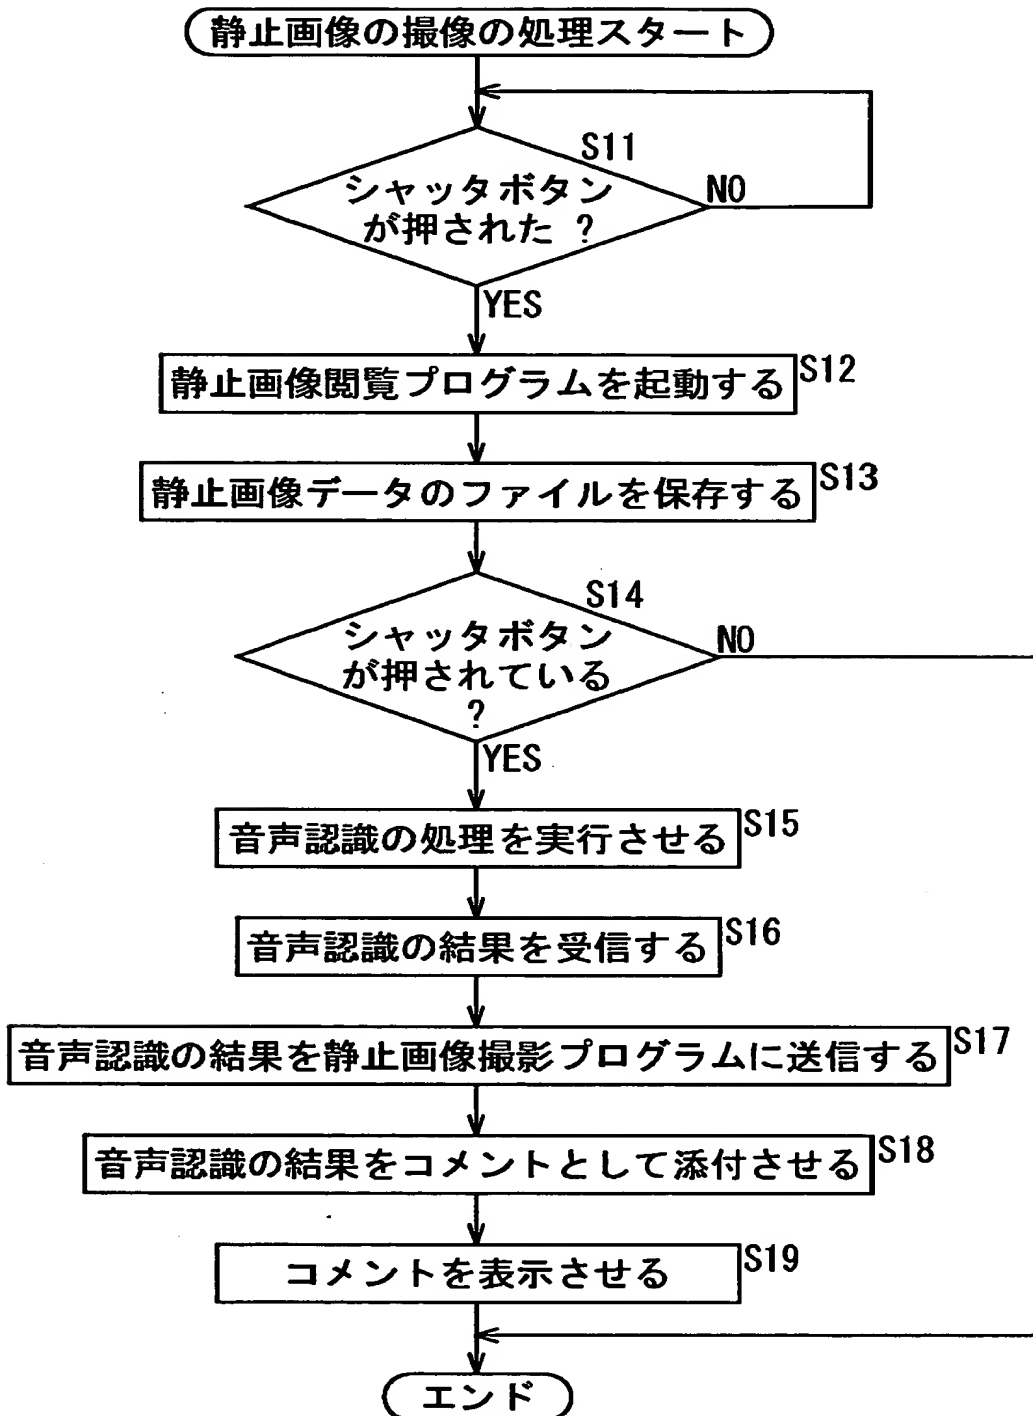 静止画像の撮像の処理スタート
S11
シャッタボタン
が押された ?
NO
YES
静止画像閲覧プログラムを起動する
S12
静止画像データのファイルを保存する
S13
S14
シャッタボタン
が押されている
?
NO
YES
音声認識の処理を実行させる
S15
音声認識の結果を受信する
S16
音声認識の結果を静止画像撮影プログラムに送信する
S17
音声認識の結果をコメントとして添付させる
S18
コメントを表示させる
S19
エンド